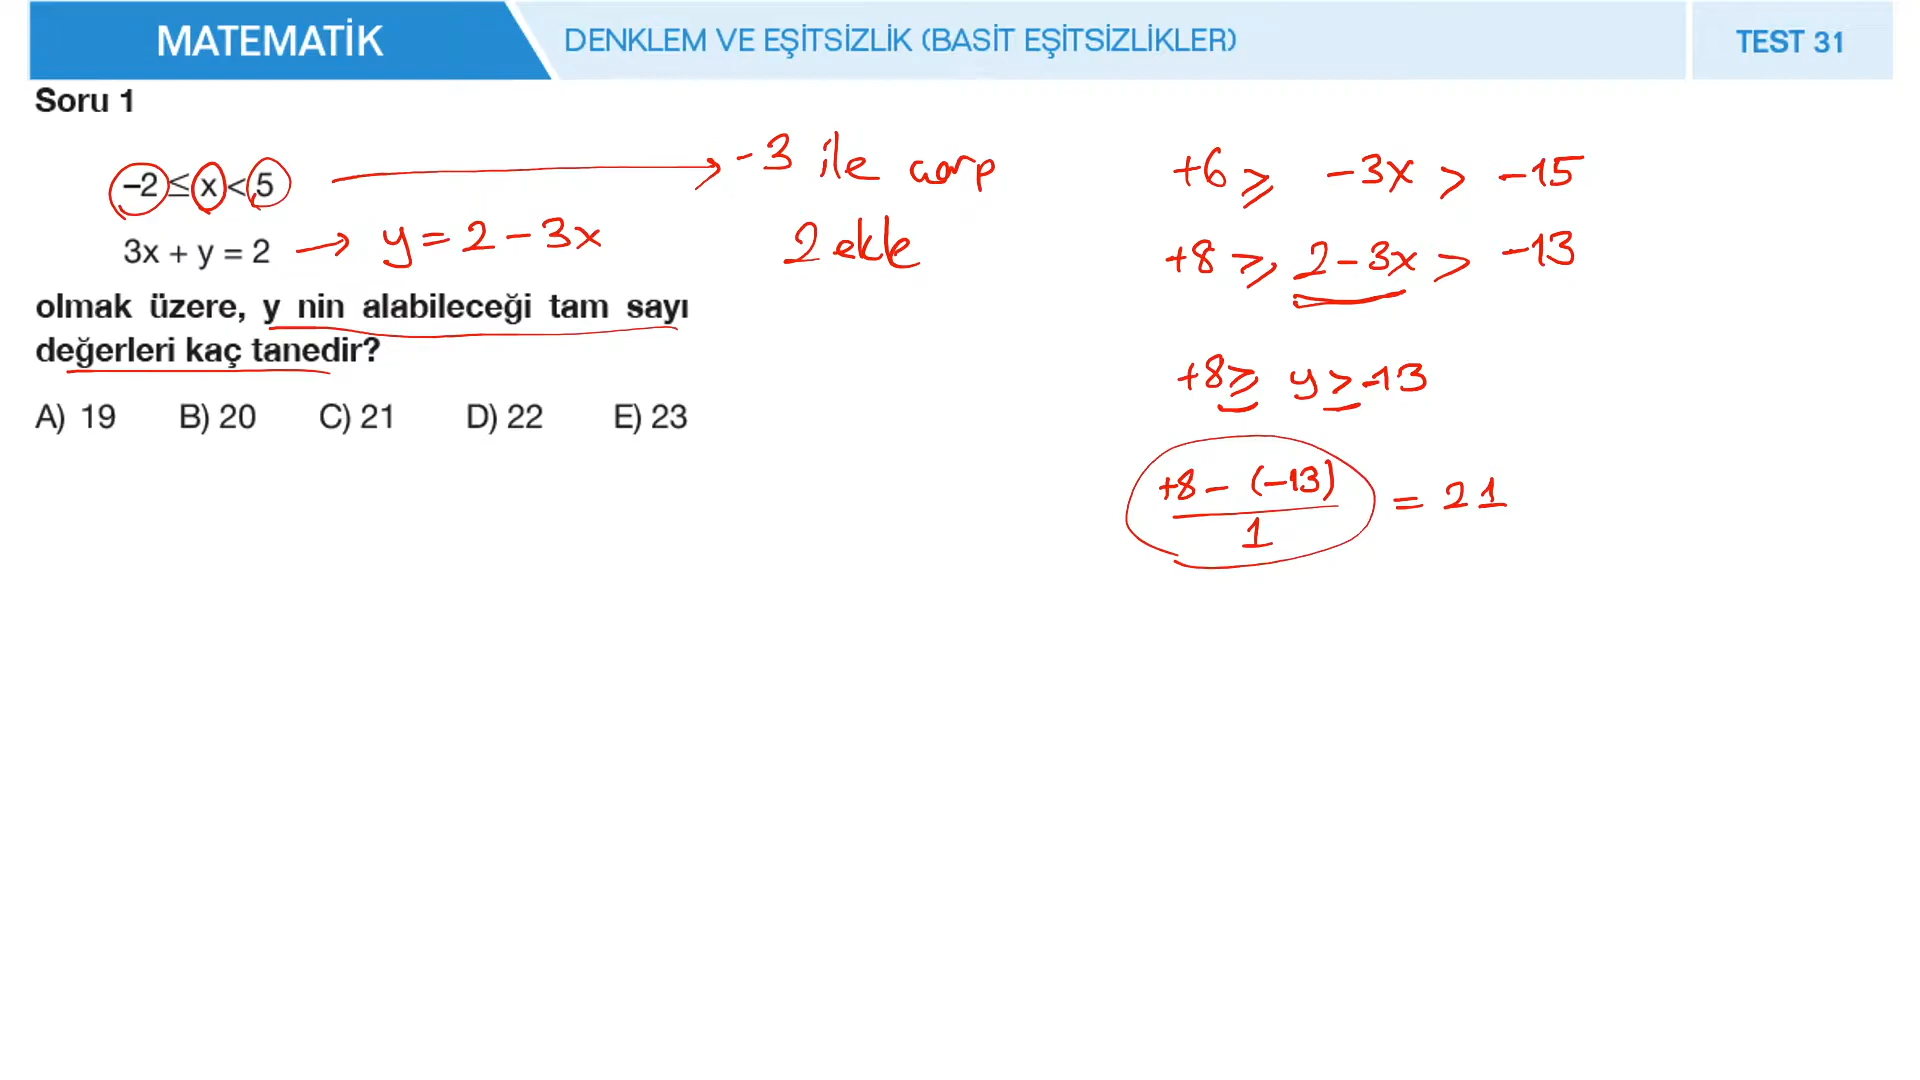 MATEMATİK
DENKLEM VE EŞİTSİZLİK (BASİT EŞİTSİZLİKLER)
TEST 31
Soru 1
–2 ≤ x < 5
-3 ile çarp
3x + y = 2 → y = 2 - 3x
2 ekle
olmak üzere, y nin alabileceği tam sayı
değerleri kaç tanedir?
A) 19 B) 20 C) 21 D) 22 E) 23
+6 ≥ -3x > -15
+8 ≥ 2-3x > -13
+8 ≥ y > -13
+8 - (-13)
1
= 21